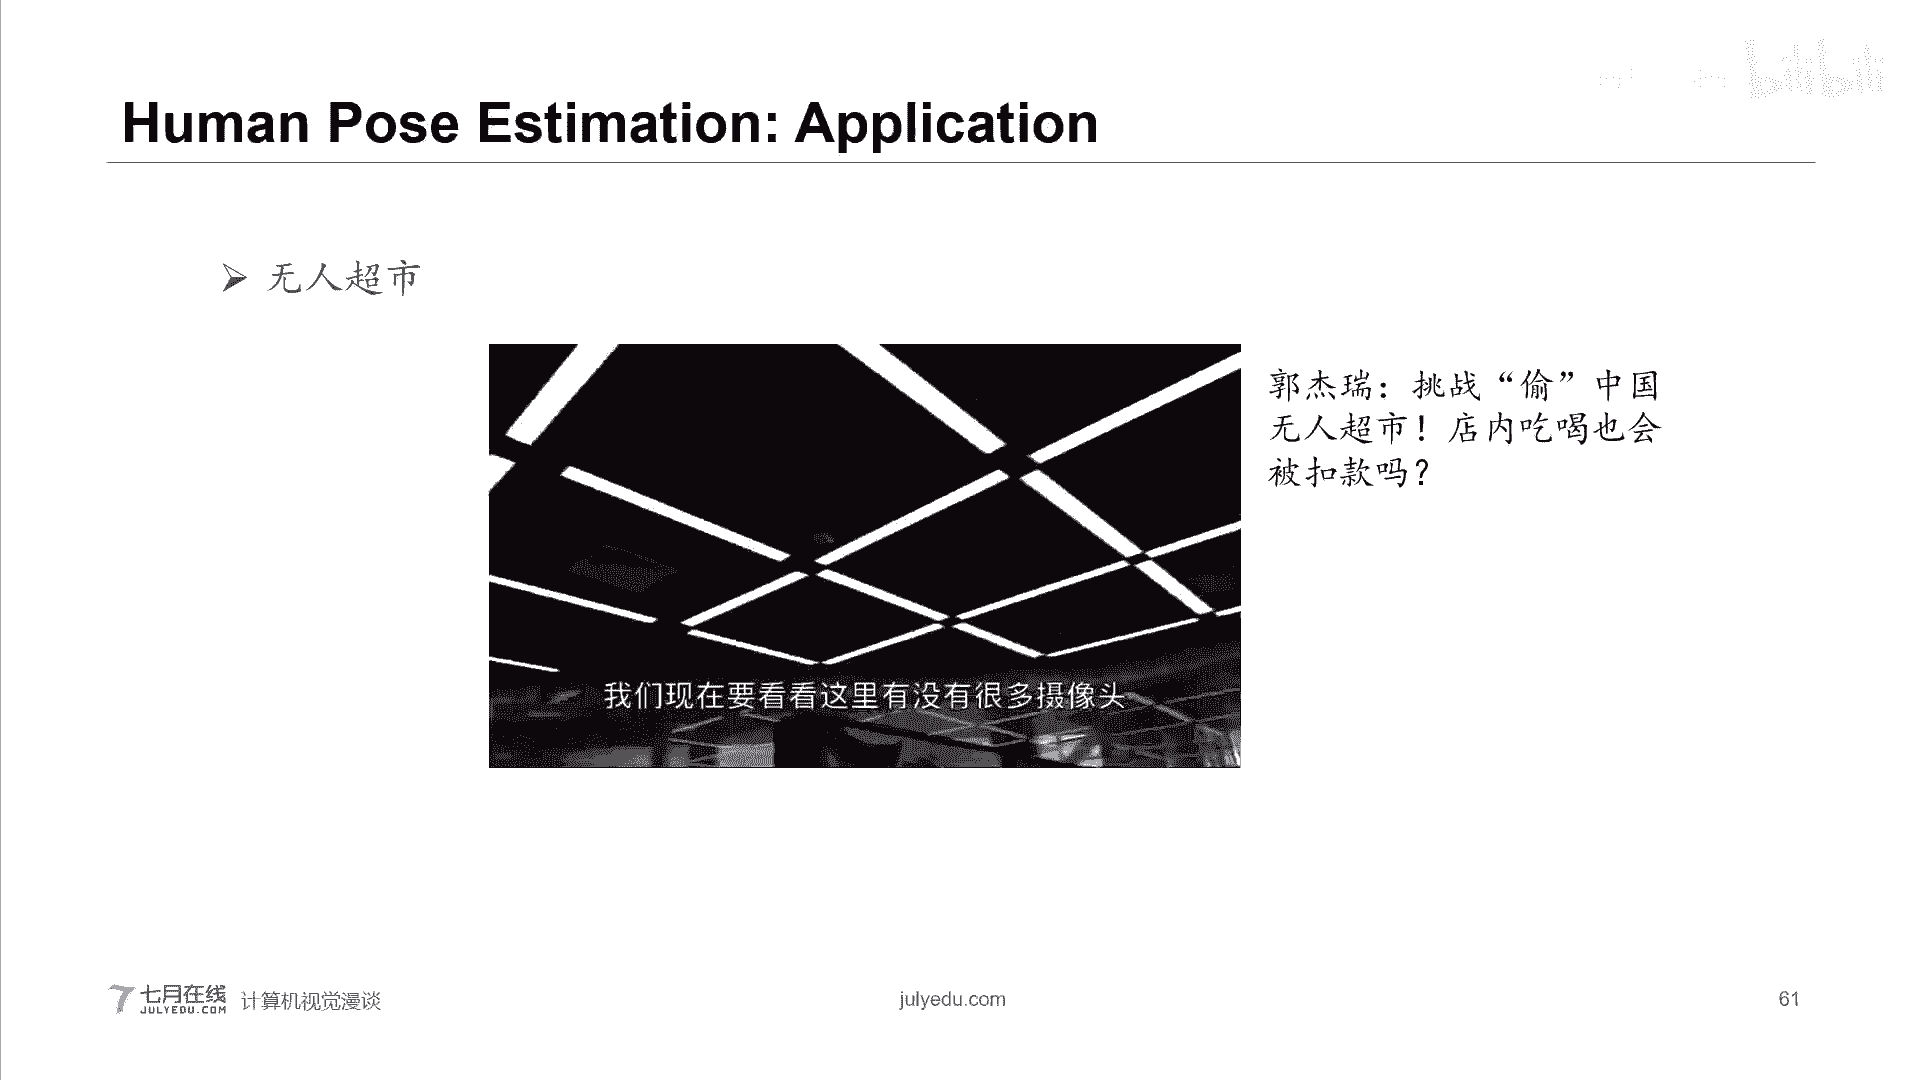 bilibili
Human Pose Estimation: Application
无人超市
郭杰瑞：挑战“偷”中国
无人超市！店内吃喝也会
被扣款吗？
我们现在要看看这里有没有很多摄像头
七月在线
JULYEDU.COM
计算机视觉漫谈
julyedu.com
61